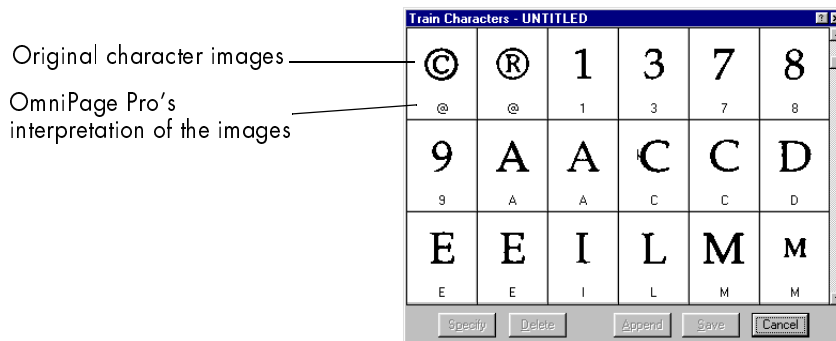 Train Characters - UNTITLED
Original character images
OmniPage Pro's
interpretation of the images
© ® 1 3 7 8
@ @ 1 3 7 8
9 A A C C D
9 A A C C D
E E I L M M
E E I L M M
Specify Delete Append Save Cancel